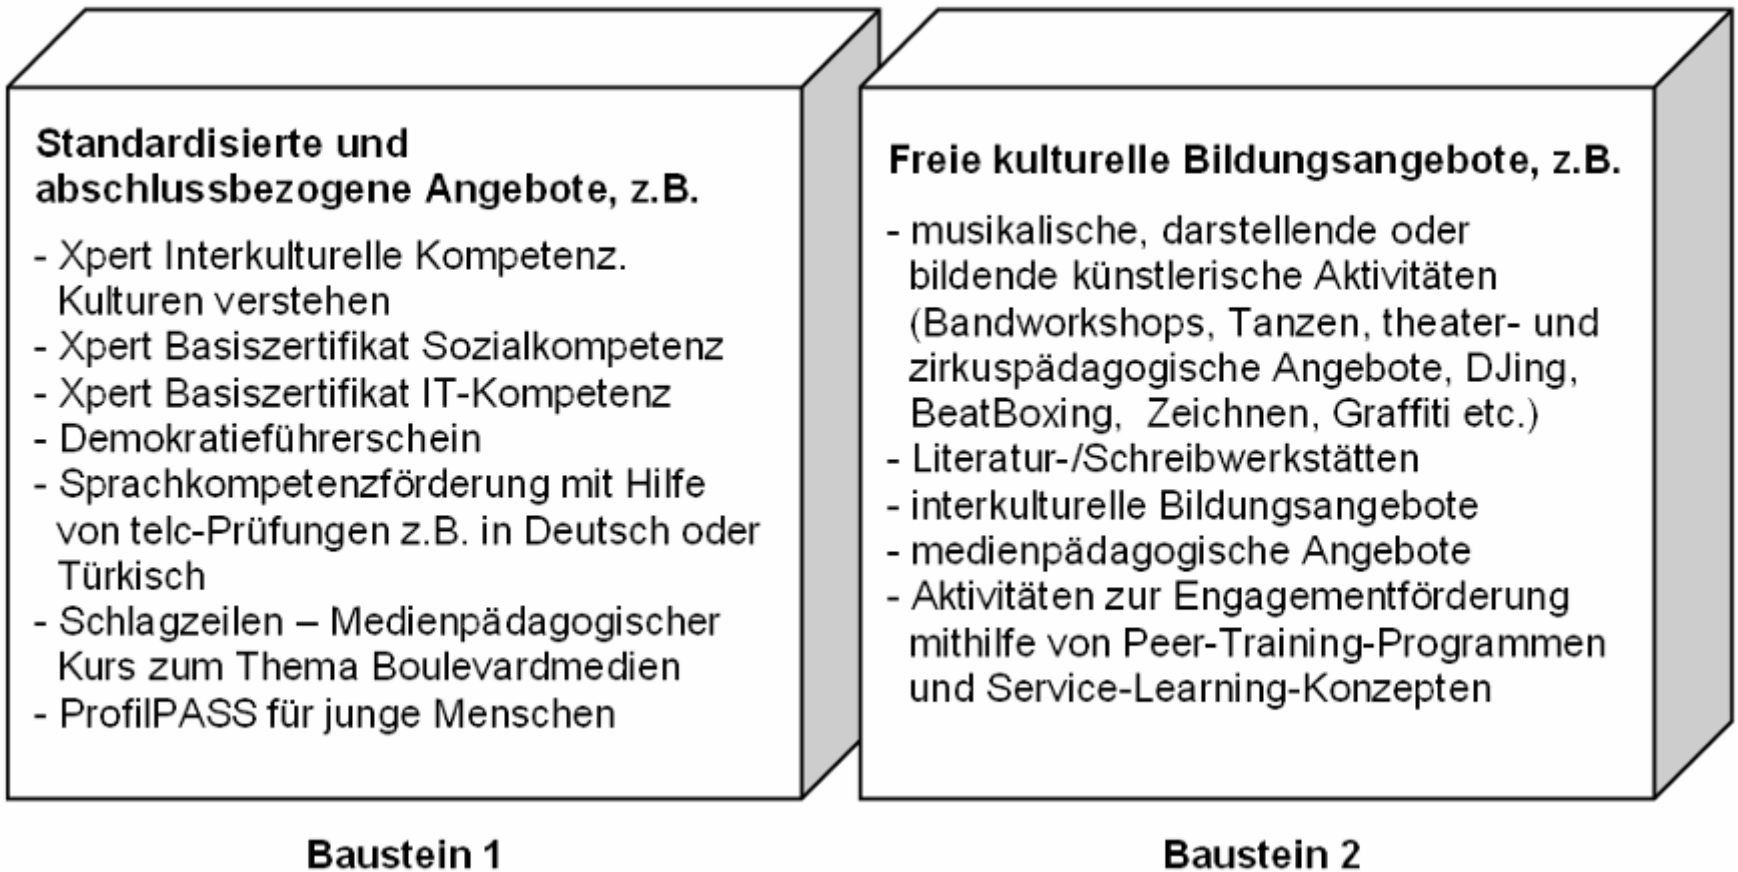 Standardisierte und
abschlussbezogene Angebote, z.B.
- Xpert Interkulturelle Kompetenz.
Kulturen verstehen
- Xpert Basiszertifikat Sozialkompetenz
- Xpert Basiszertifikat IT-Kompetenz
- Demokratieführerschein
- Sprachkompetenzförderung mit Hilfe
von telc-Prüfungen z.B. in Deutsch oder
Türkisch
- Schlagzeilen – Medienpädagogischer
Kurs zum Thema Boulevardmedien
- ProfilPASS für junge Menschen
Baustein 1
Freie kulturelle Bildungsangebote, z.B.
- musikalische, darstellende oder
bildende künstlerische Aktivitäten
(Bandworkshops, Tanzen, theater- und
zirkuspädagogische Angebote, DJing,
BeatBoxing, Zeichnen, Graffiti etc.)
- Literatur-/Schreibwerkstätten
- interkulturelle Bildungsangebote
- medienpädagogische Angebote
- Aktivitäten zur Engagementförderung
mithilfe von Peer-Training-Programmen
und Service-Learning-Konzepten
Baustein 2